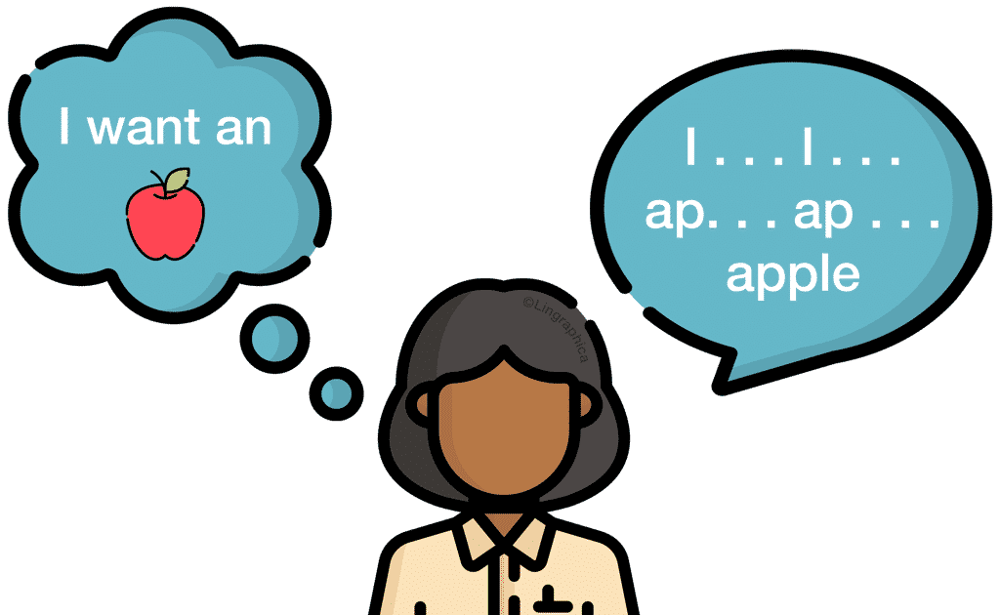 I want an
I . . . I . . .
ap. . . ap . . .
apple
©Lingraphica